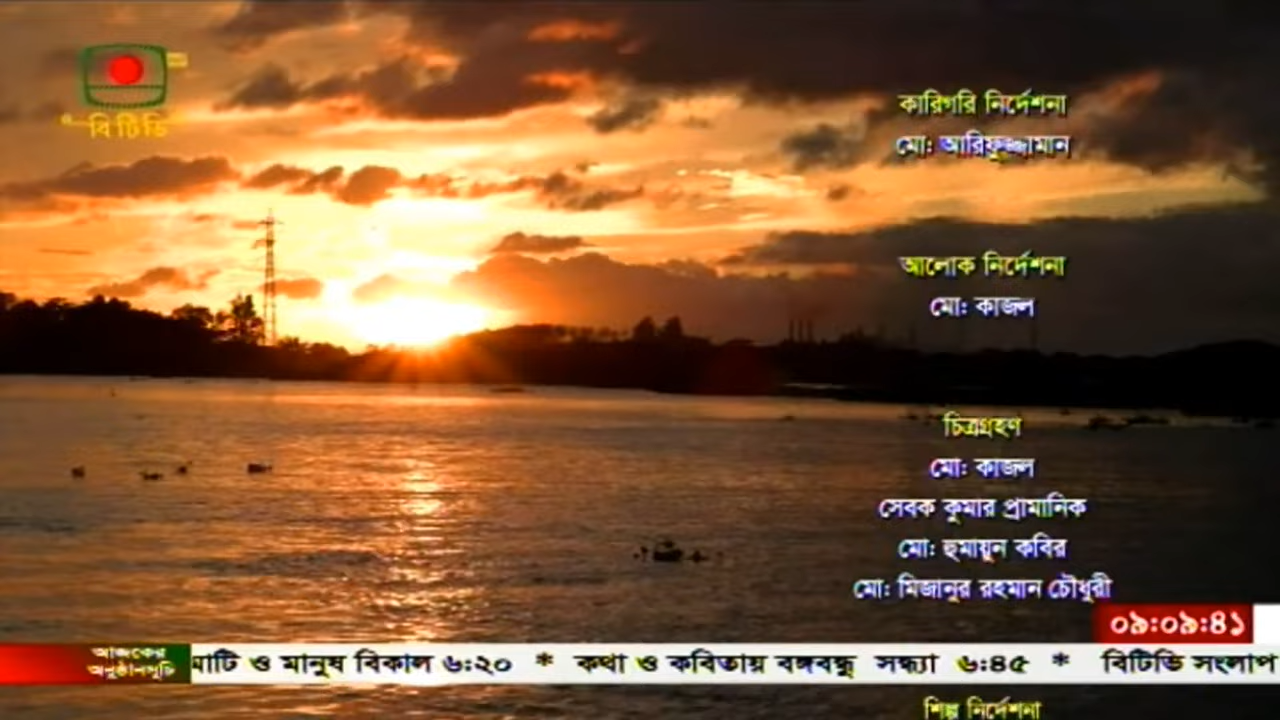 বিটিভি
কারিগরি নির্দেশনা
মো: আরিফুজ্জামান
আলোক নির্দেশনা
মো: কাজল
চিত্রগ্রহণ
মো: কাজল
সেবক কুমার প্রামানিক
মো: হুমায়ুন কবির
মো: মিজানুর রহমান চৌধুরী
০৯:০৯:৪১
আজকের
অনুষ্ঠানসূচি
মাটি ও মানুষ বিকাল ৬:২০ * কথা ও কবিতায় বঙ্গবন্ধু সন্ধ্যা ৬:৪৫ * বিটিভি সংলাপ
শিল্প নির্দেশনা